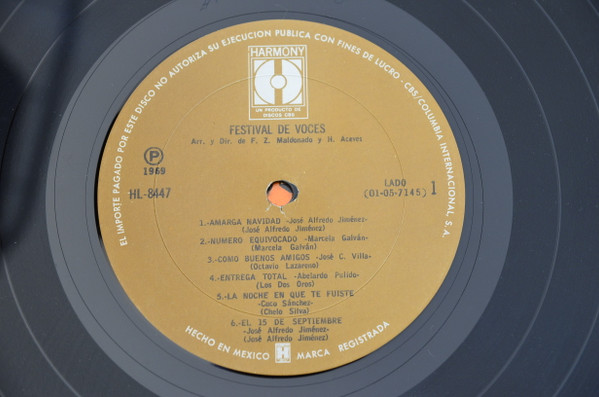 EL IMPORTE PAGADO POR ESTE DISCO NO AUTORIZA SU EJECUCION PUBLICA CON FINES DE LUCRO - CBS/COLUMBIA INTERNACIONAL, S. A.
HARMONY
H
UN PRODUCTO DE
DISCOS CBS
FESTIVAL DE VOCES
Arr. y Dir. de F. Z. Maldonado y H. Aceves
P
1969
HL-8447
LADO
(01-05-7145) 1
1.-AMARGA NAVIDAD -José Alfredo Jiménez-
(José Alfredo Jiménez)
2.-NUMERO EQUIVOCADO -Marcela Galván-
(Marcela Galván)
3.-COMO BUENOS AMIGOS -José C. Villa-
(Octavio Lazareno)
4.-ENTREGA TOTAL -Abelardo Pulido-
(Los Dos Oros)
5.-LA NOCHE EN QUE TE FUISTE
-Coco Sánchez-
(Chelo Silva)
6.-EL 15 DE SEPTIEMBRE
-José Alfredo Jiménez-
(José Alfredo Jiménez)
HECHO EN MEXICO H MARCA REGISTRADA